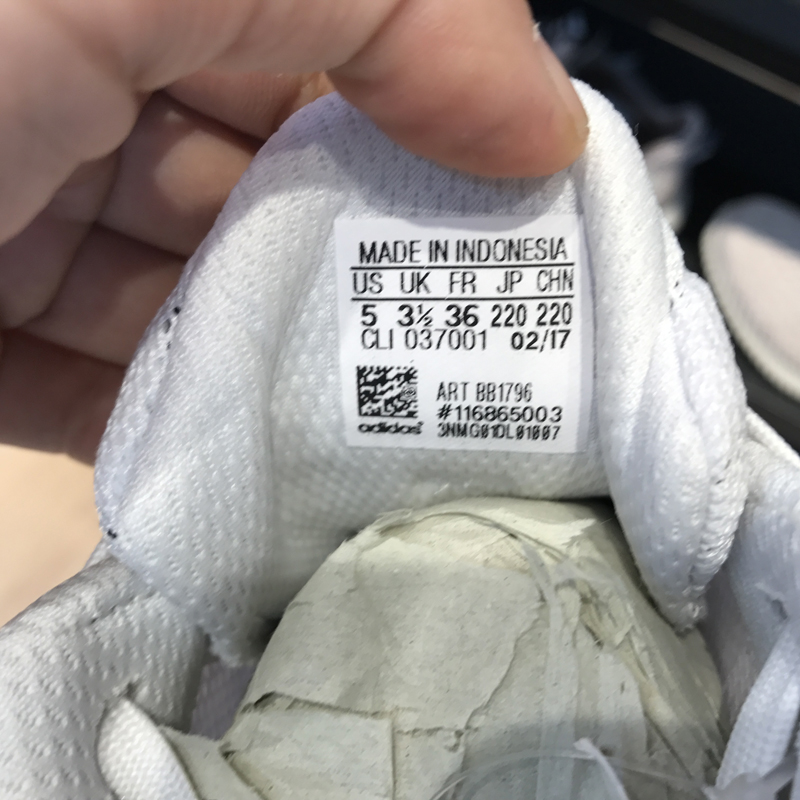 MADE IN INDONESIA
US UK FR JP CHN
5 3½ 36 220 220
CLI 037001 02/17
ART BB1796
#116865003
adidas 3NMG01DL01007